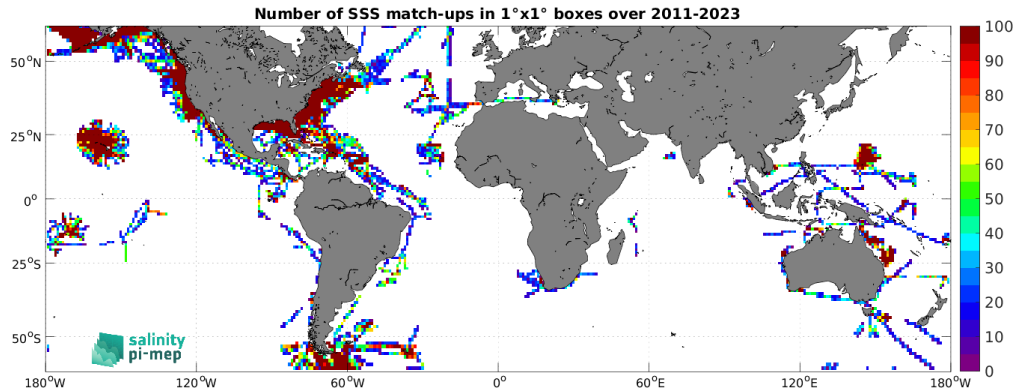 Number of SSS match-ups in 1°x1° boxes over 2011-2023
50°N
25°N
0°
25°S
50°S
180°W
120°W
60°W
0°
60°E
120°E
180°W
100
90
80
70
60
50
40
30
20
10
0
salinity
pi-mep